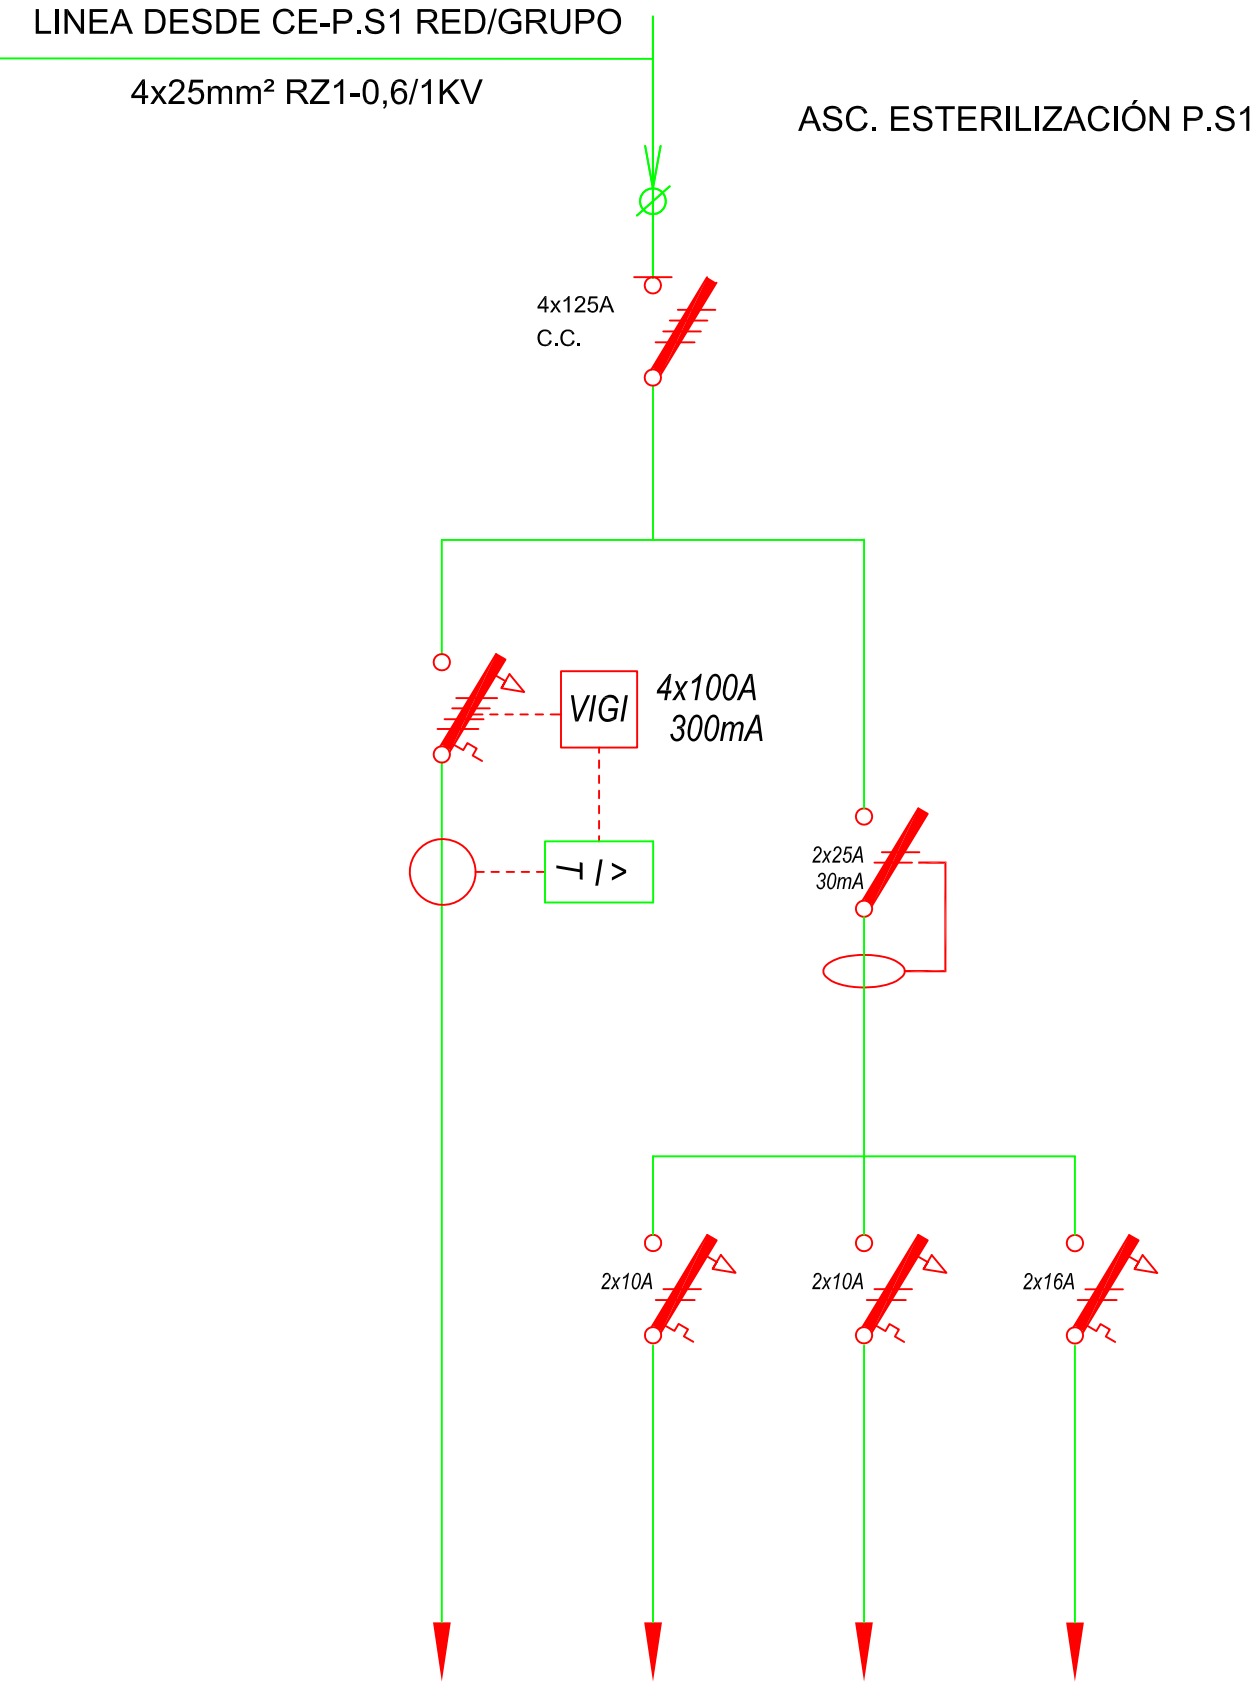 LINEA DESDE CE-P.S1 RED/GRUPO
4x25mm² RZ1-0,6/1KV
ASC. ESTERILIZACIÓN P.S1
4x125A
C.C.
VIGI
4x100A
300mA
2x25A
30mA
2x10A
2x10A
2x16A